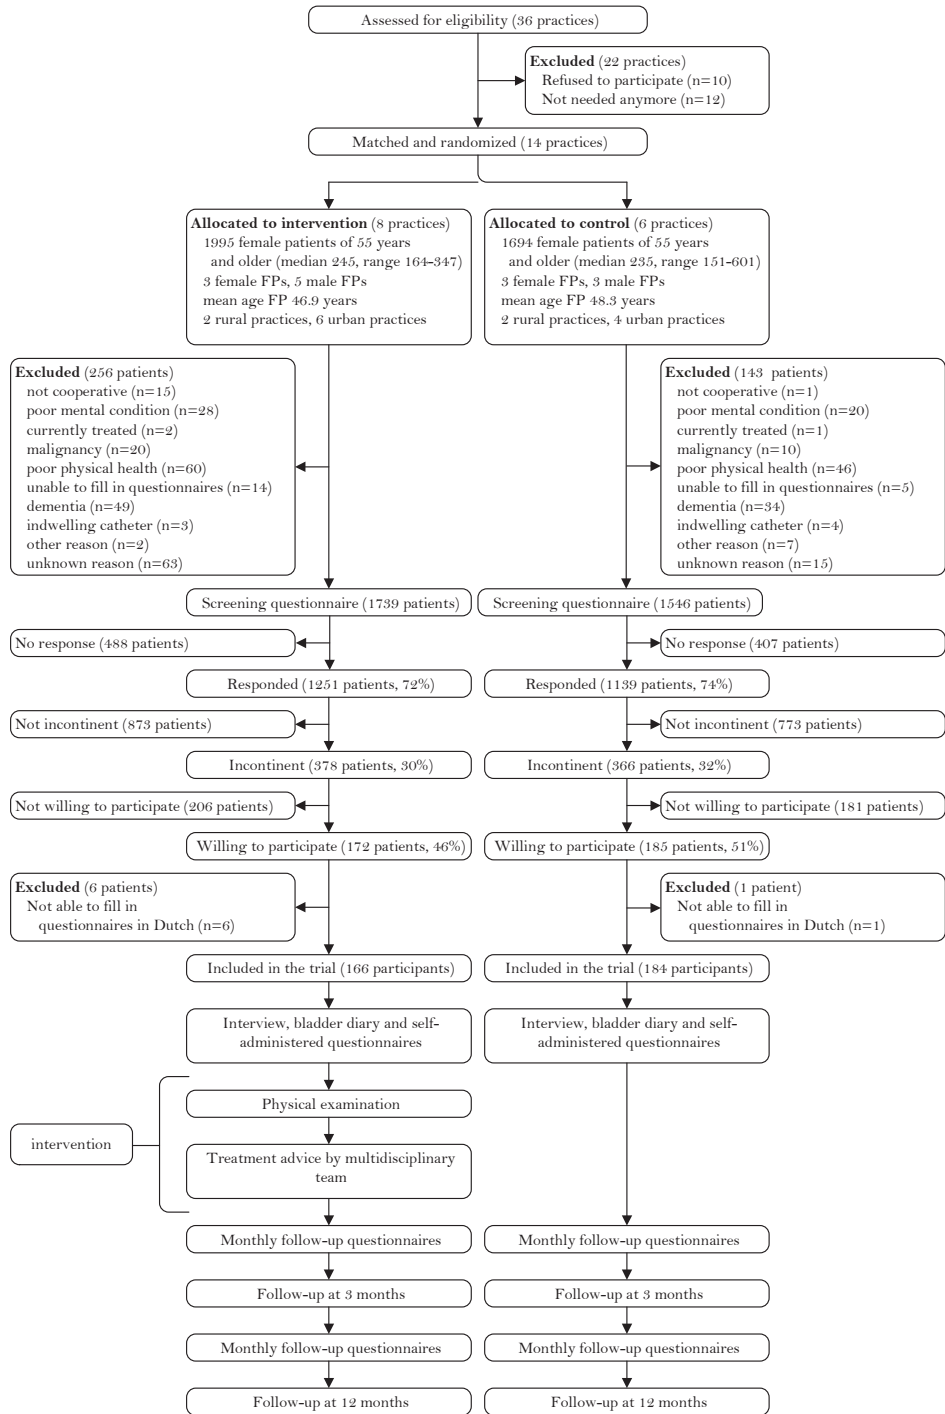 Assessed for eligibility (36 practices)
Excluded (22 practices)
Refused to participate (n=10)
Not needed anymore (n=12)
Matched and randomized (14 practices)
Allocated to intervention (8 practices)
1995 female patients of 55 years
and older (median 245, range 164-347)
3 female FPs, 5 male FPs
mean age FP 46.9 years
2 rural practices, 6 urban practices
Allocated to control (6 practices)
1694 female patients of 55 years
and older (median 235, range 151-601)
3 female FPs, 3 male FPs
mean age FP 48.3 years
2 rural practices, 4 urban practices
Excluded (256 patients)
not cooperative (n=15)
poor mental condition (n=28)
currently treated (n=2)
malignancy (n=20)
poor physical health (n=60)
unable to fill in questionnaires (n=14)
dementia (n=49)
indwelling catheter (n=3)
other reason (n=2)
unknown reason (n=63)
Excluded (143 patients)
not cooperative (n=1)
poor mental condition (n=20)
currently treated (n=1)
malignancy (n=10)
poor physical health (n=46)
unable to fill in questionnaires (n=5)
dementia (n=34)
indwelling catheter (n=4)
other reason (n=7)
unknown reason (n=15)
Screening questionnaire (1739 patients)
Screening questionnaire (1546 patients)
No response (488 patients)
No response (407 patients)
Responded (1251 patients, 72%)
Responded (1139 patients, 74%)
Not incontinent (873 patients)
Not incontinent (773 patients)
Incontinent (378 patients, 30%)
Incontinent (366 patients, 32%)
Not willing to participate (206 patients)
Not willing to participate (181 patients)
Willing to participate (172 patients, 46%)
Willing to participate (185 patients, 51%)
Excluded (6 patients)
Not able to fill in
questionnaires in Dutch (n=6)
Excluded (1 patient)
Not able to fill in
questionnaires in Dutch (n=1)
Included in the trial (166 participants)
Included in the trial (184 participants)
Interview, bladder diary and self-
administered questionnaires
Interview, bladder diary and self-
administered questionnaires
intervention
Physical examination
Treatment advice by multidisciplinary
team
Monthly follow-up questionnaires
Monthly follow-up questionnaires
Follow-up at 3 months
Follow-up at 3 months
Monthly follow-up questionnaires
Monthly follow-up questionnaires
Follow-up at 12 months
Follow-up at 12 months